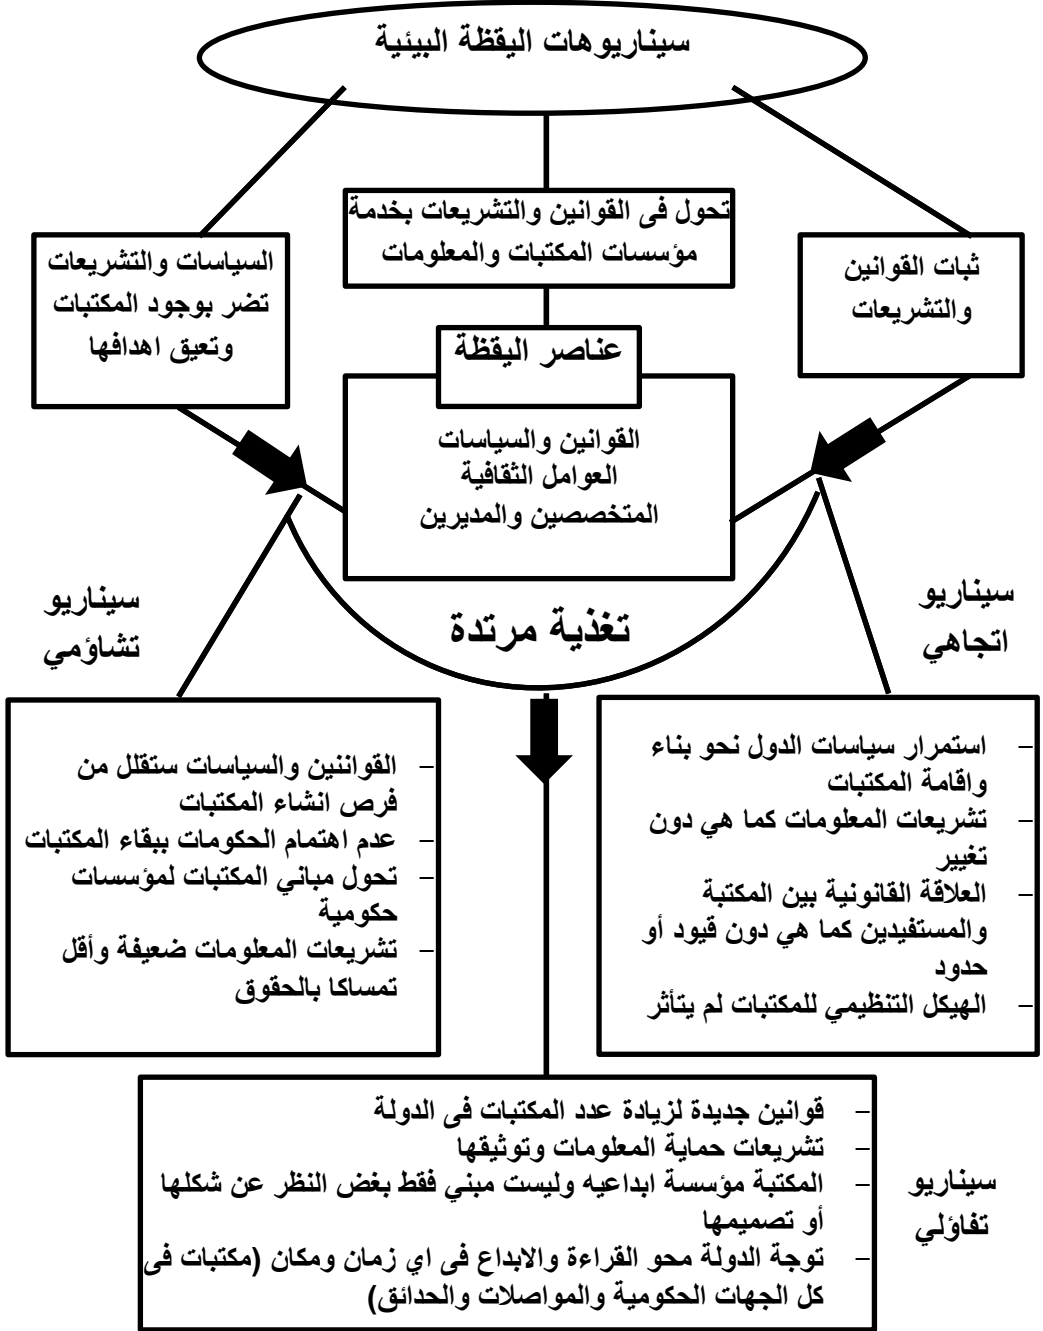 سيناريوهات اليقظة البيئية
تحول فى القوانين والتشريعات بخدمة
مؤسسات المكتبات والمعلومات
ثبات القوانين
والتشريعات
السياسات والتشريعات
تضر بوجود المكتبات
وتعيق اهدافها
عناصر اليقظة
القوانين والسياسات
العوامل الثقافية
المتخصصين والمديرين
سيناريو
اتجاهي
تغذية مرتدة
سيناريو
تشاؤمي
– استمرار سياسات الدول نحو بناء
واقامة المكتبات
– تشريعات المعلومات كما هي دون
تغيير
– العلاقة القانونية بين المكتبة
والمستفيدين كما هي دون قيود أو
حدود
– الهيكل التنظيمي للمكتبات لم يتأثر
– القواننين والسياسات ستقلل من
فرص انشاء المكتبات
– عدم اهتمام الحكومات ببقاء المكتبات
– تحول مباني المكتبات لمؤسسات
حكومية
– تشريعات المعلومات ضعيفة وأقل
تمساكا بالحقوق
– قوانين جديدة لزيادة عدد المكتبات فى الدولة
– تشريعات حماية المعلومات وتوثيقها
– المكتبة مؤسسة ابداعيه وليست مبني فقط بغض النظر عن شكلها
أو تصميمها
– توجة الدولة محو القراءة والابداع فى اي زمان ومكان (مكتبات فى
كل الجهات الحكومية والمواصلات والحدائق)
سيناريو
تفاؤلي